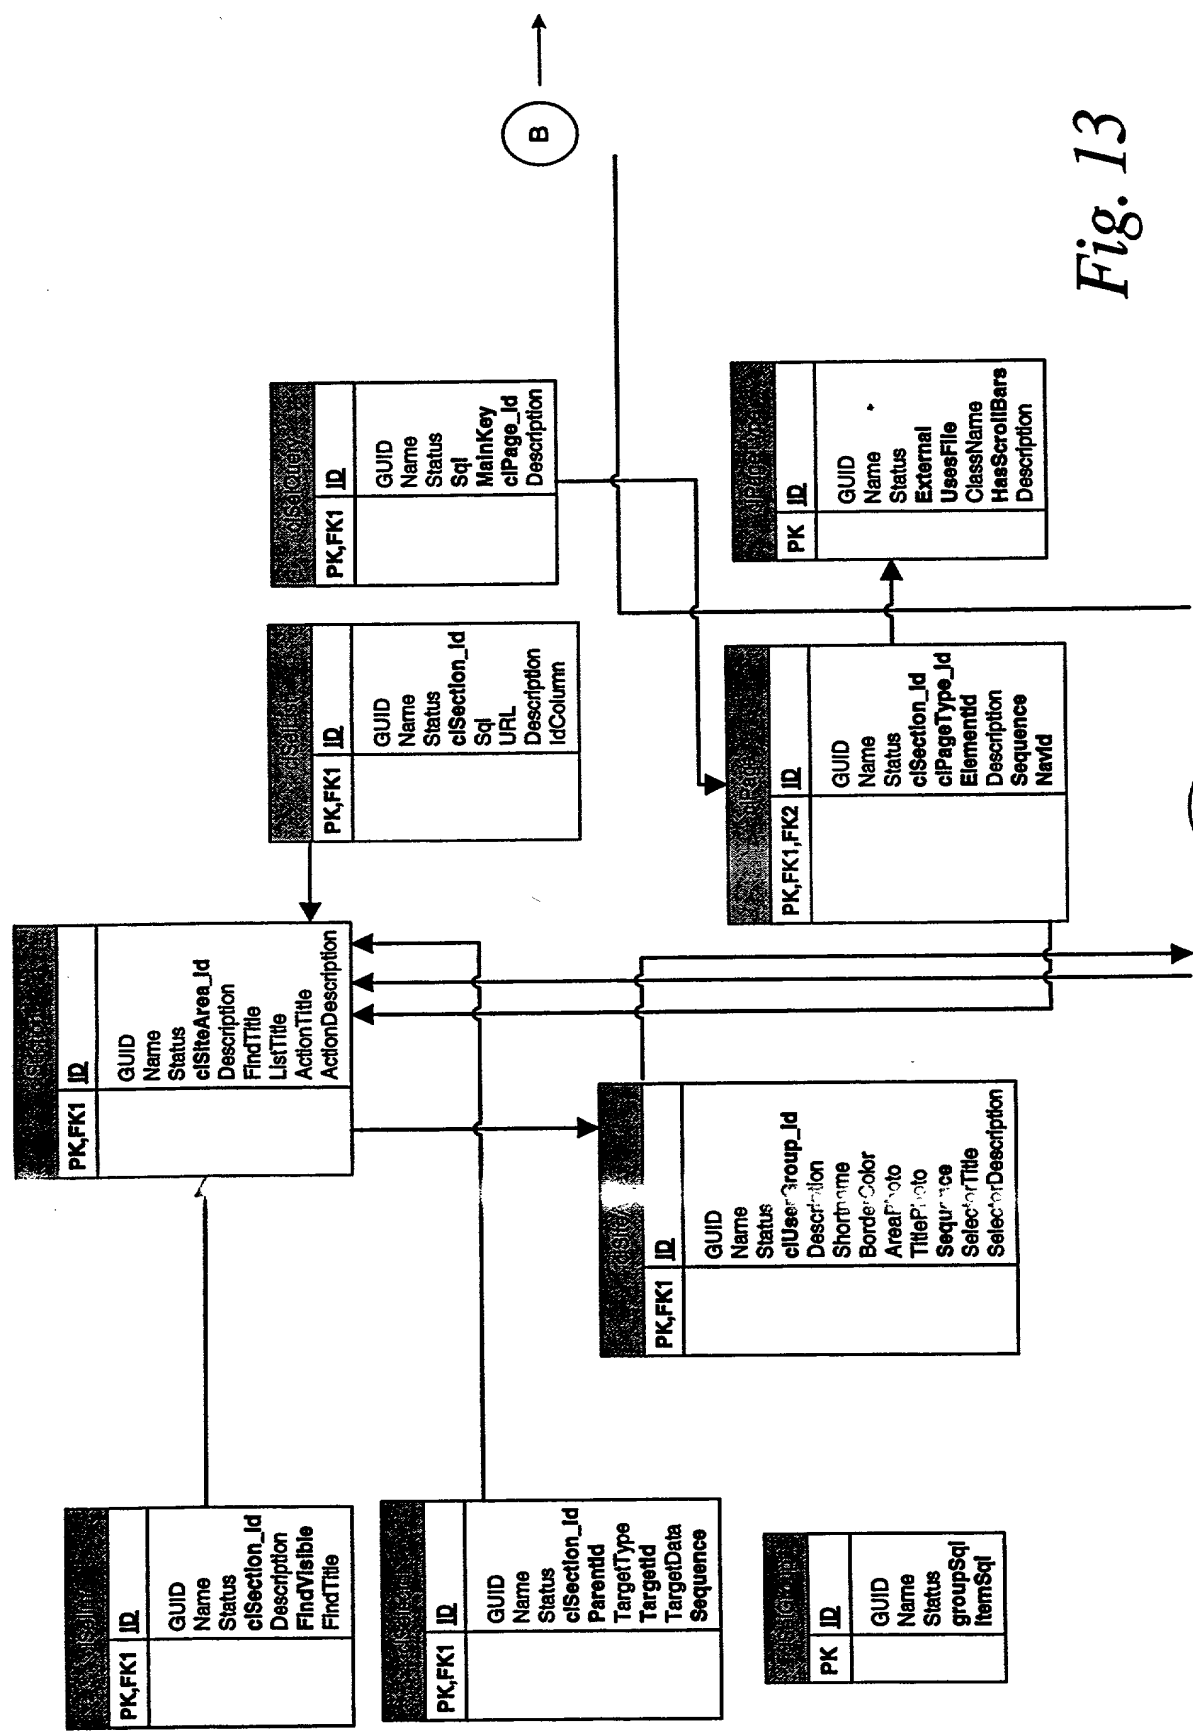 PK,FK1 ID
GUID
Name
Status
clSection_Id
Description
FindVisible
FindTitle
PK,FK1 ID
GUID
Name
Status
clSiteArea_Id
Description
FindTitle
ListTitle
ActionTitle
ActionDescription
PK,FK1 ID
GUID
Name
Status
clSection_Id
Sql
URL
Description
IdColumn
clselQuery
PK,FK1 ID
GUID
Name
Status
Sql
MainKey
clPage_Id
Description
PK,FK1 ID
GUID
Name
Status
clSection_Id
ParentId
TargetType
TargetId
TargetData
Sequence
PK,FK1 ID
GUID
Name
Status
clUserGroup_Id
Description
Shortname
BorderColor
AreaPhoto
TitlePhoto
Sequence
SelectorTitle
SelectorDescription
clPage
PK,FK1,FK2 ID
GUID
Name
Status
clSection_Id
clPageType_Id
ElementId
Description
Sequence
NavId
clPageType
PK ID
GUID
Name
Status
External
UsesFile
ClassName
HasScrollBars
Description
PK ID
GUID
Name
Status
groupSql
ItemSql
B
Fig. 13